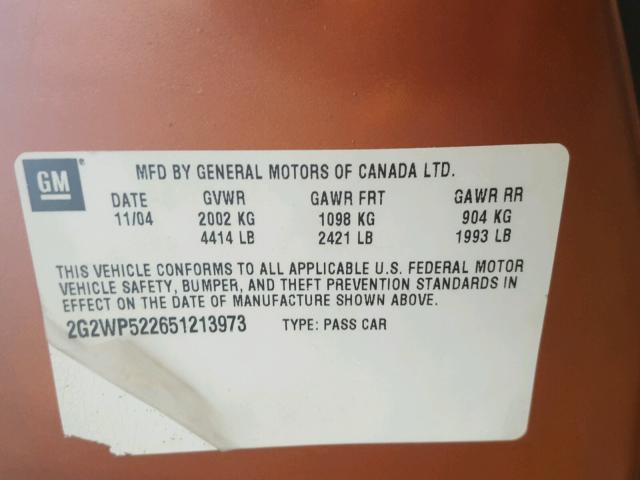 GM® MFD BY GENERAL MOTORS OF CANADA LTD.
DATE GVWR GAWR FRT GAWR RR
11/04 2002 KG 1098 KG 904 KG
4414 LB 2421 LB 1993 LB
THIS VEHICLE CONFORMS TO ALL APPLICABLE U.S. FEDERAL MOTOR
VEHICLE SAFETY, BUMPER, AND THEFT PREVENTION STANDARDS IN
EFFECT ON THE DATE OF MANUFACTURE SHOWN ABOVE.
2G2WP522651213973 TYPE: PASS CAR